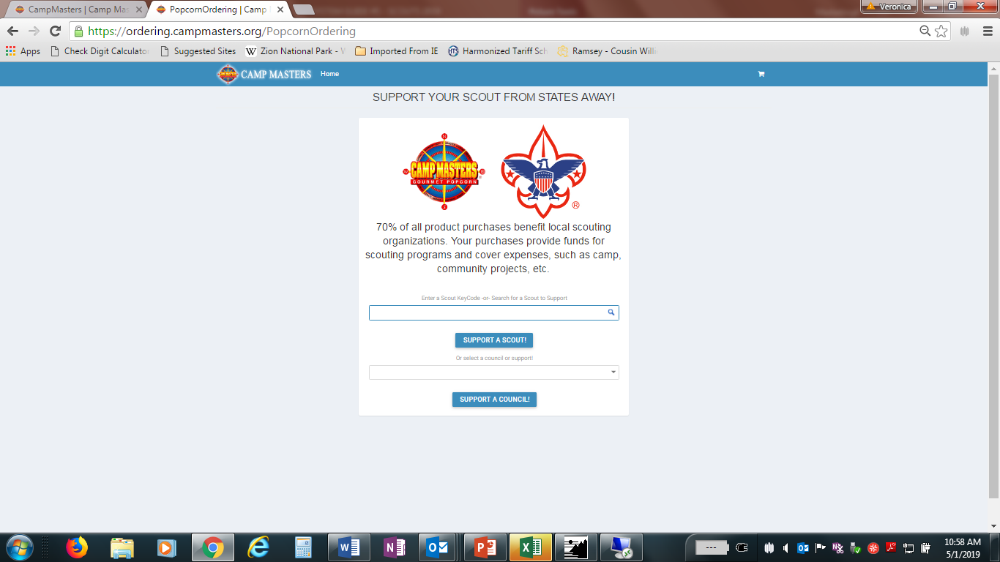 CampMasters | Camp Mas
PopcornOrdering | Camp
Veronica
https://ordering.campmasters.org/PopcornOrdering
Apps
Check Digit Calculator
Suggested Sites
W Zion National Park -
Imported From IE
HTS Harmonized Tariff Sch
Ramsey - Cousin Willi
CAMP MASTERS
CAMP MASTERS Home
SUPPORT YOUR SCOUT FROM STATES AWAY!
N
W CAMP MASTERS E
GOURMET POPCORN
S
®
70% of all product purchases benefit local scouting
organizations. Your purchases provide funds for
scouting programs and cover expenses, such as camp,
community projects, etc.
Enter a Scout KeyCode -or- Search for a Scout to Support
SUPPORT A SCOUT!
Or select a council or support!
SUPPORT A COUNCIL!
10:58 AM
5/1/2019